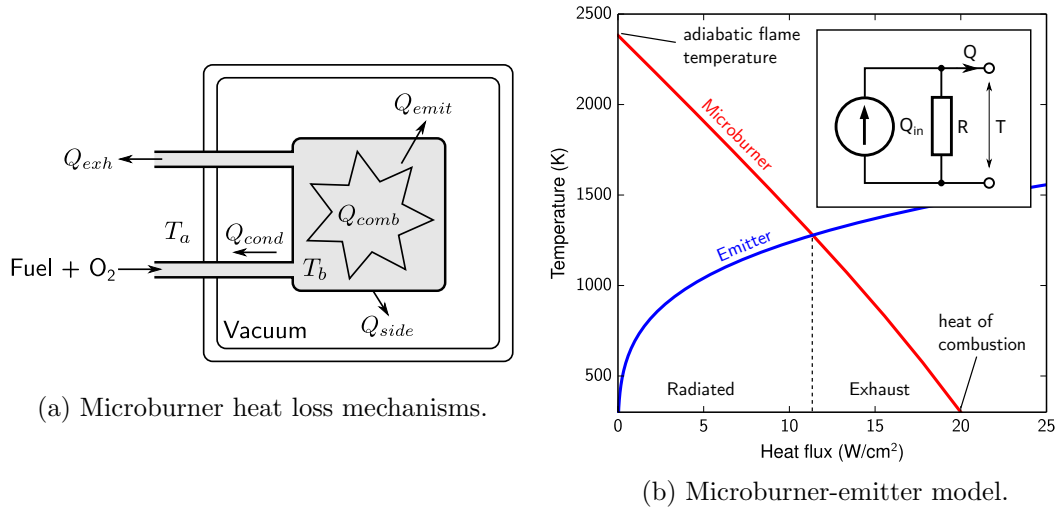 Q_emit
Q_exh
Q_comb
T_a
Q_cond
Fuel + O₂
T_b
Vacuum
Q_side
(a) Microburner heat loss mechanisms.
2500
2000
1500
1000
500
Temperature (K)
adiabatic flame
temperature
Microburner
Emitter
Q
Q_in
R
T
heat of
combustion
Radiated
Exhaust
0
5
10
15
20
25
Heat flux (W/cm²)
(b) Microburner-emitter model.